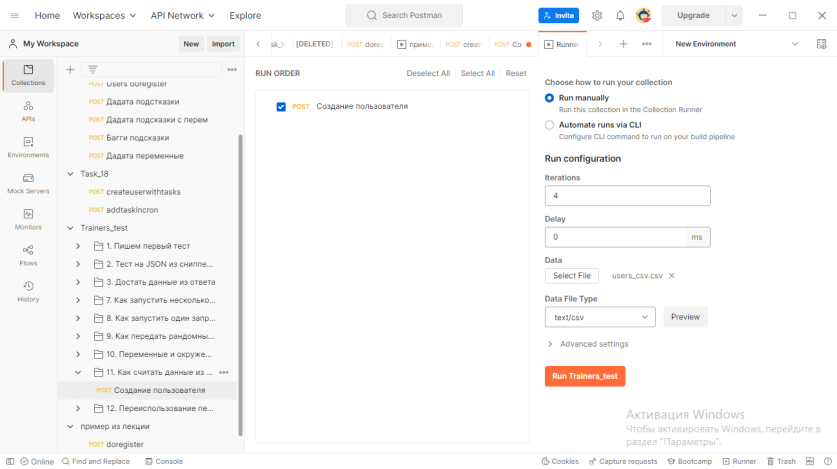 Home Workspaces API Network Explore Search Postman Invite Upgrade
My Workspace New Import [DELETED] POST POST POST Co Runner New Environment
Collections
APIs
Environments
Mock Servers
Monitors
Flows
History
POST Users doregister
POST Дадата подстказки
POST Дадата подсказки с перем
POST Багги подсказки
POST Дадата переменные
Task_18
POST createuserwithtasks
POST addtaskincron
Trainers_test
1. Пишем первый тест
2. Тест на JSON из сниппе...
3. Достать данные из ответа
7. Как запустить несколько...
8. Как запустить один запр...
9. Как передать рандомны...
10. Переменные и окруже...
11. Как считать данные из ...
POST Создание пользователя
12. Переиспользование пе...
пример из лекции
POST doregister
RUN ORDER Deselect All Select All Reset
POST Создание пользователя
Choose how to run your collection
Run manually
Run this collection in the Collection Runner
Automate runs via CLI
Configure CLI command to run on your build pipeline
Run configuration
Iterations
4
Delay
0 ms
Data
Select File users_csv.csv
Data File Type
text/csv Preview
Advanced settings
Run Trainers_test
Активация Windows
Чтобы активировать Windows, перейдите в
раздел "Параметры".
Online Find and Replace Console Cookies Capture requests Bootcamp Runner Trash